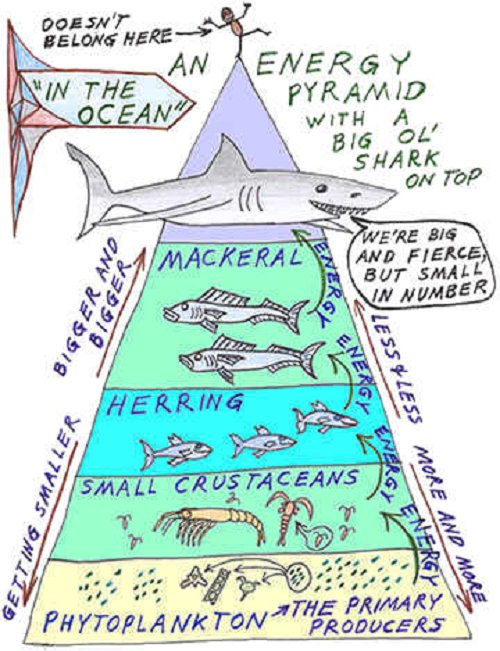 DOESN'T
BELONG HERE
"IN THE
OCEAN"
AN ENERGY
PYRAMID
WITH A
BIG OL'
SHARK
ON TOP
WE'RE BIG
AND FIERCE,
BUT SMALL
IN NUMBER
MACKERAL
ENERGY
BIGGER AND
BIGGER
LESS & LESS
ENERGY
HERRING
ENERGY
SMALL CRUSTACEANS
GETTING SMALLER
MORE AND MORE
ENERGY
PHYTOPLANKTON
THE PRIMARY
PRODUCERS